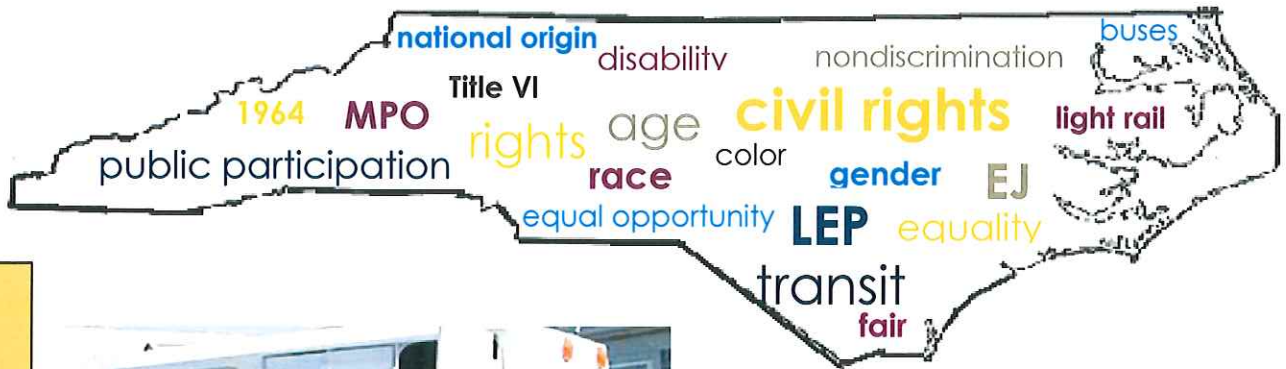 buses
national origin
disability
nondiscrimination
Title VI
1964
MPO
civil rights
light rail
rights
age
color
public participation
race
gender
EJ
equal opportunity
LEP
equality
transit
fair